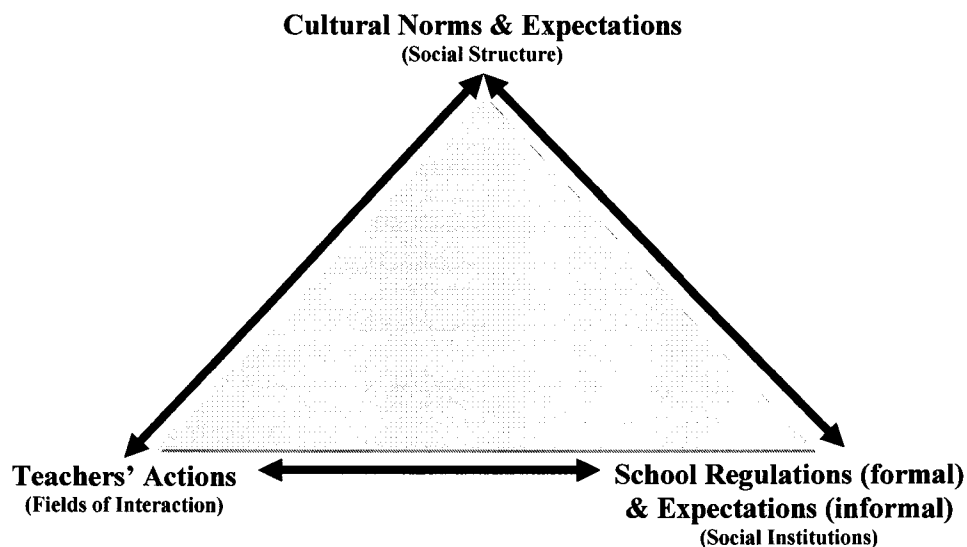 Cultural Norms & Expectations
(Social Structure)
Teachers' Actions
(Fields of Interaction)
School Regulations (formal)
& Expectations (informal)
(Social Institutions)